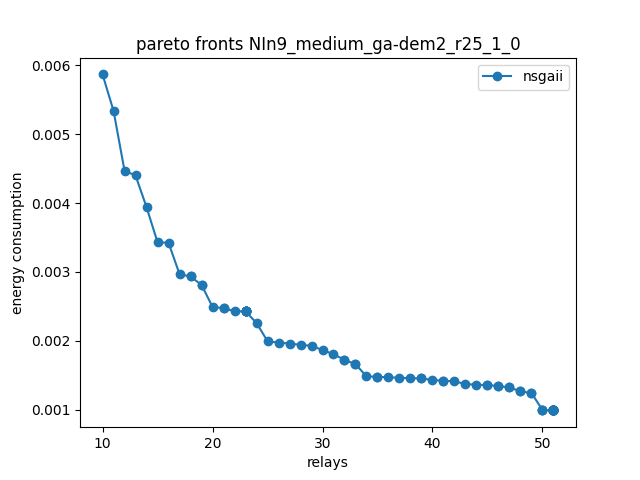 pareto fronts NIn9_medium_ga-dem2_r25_1_0
nsgaii
0.006
0.005
0.004
0.003
0.002
0.001
energy consumption
10 20 30 40 50
relays